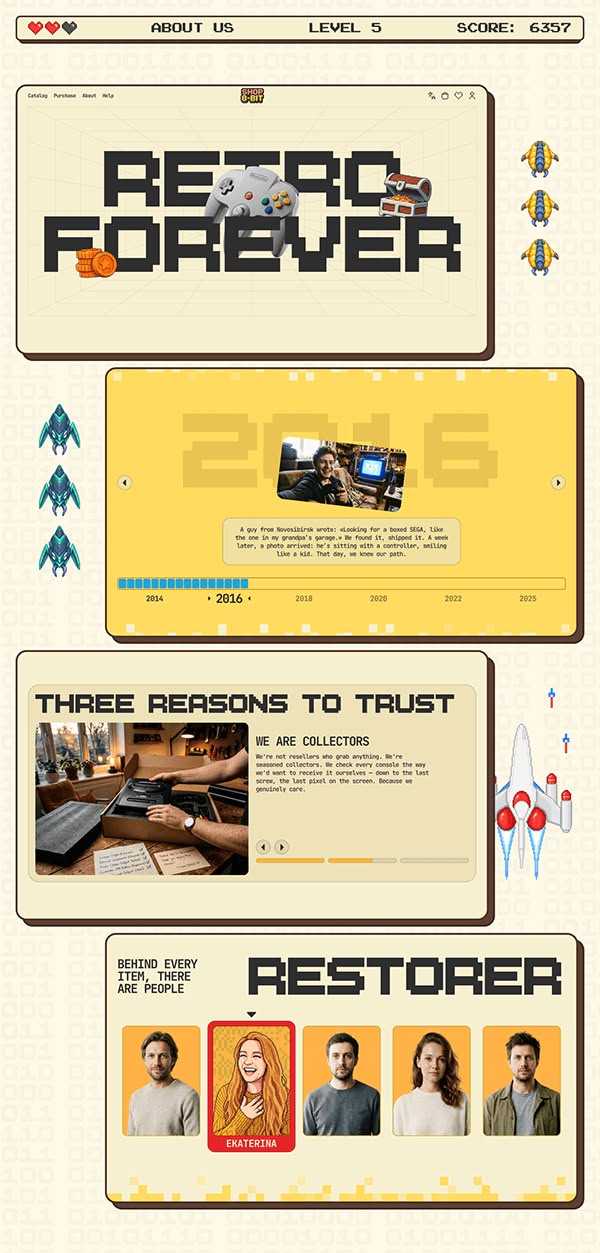 ABOUT US
LEVEL 5
SCORE: 6357
Catalog Purchase About Help
SHOP
8-BIT
RETRO
FOREVER
2016
A guy from Novosibirsk wrote: «Looking for a boxed SEGA, like
the one in my grandpa's garage.» We found it, shipped it. A week
later, a photo arrived: he's sitting with a controller, smiling
like a kid. That day, we knew our path.
2014
2016
2018
2020
2022
2025
THREE REASONS TO TRUST
WE ARE COLLECTORS
We're not resellers who grab anything. We're
seasoned collectors. We check every console the way
we'd want to receive it ourselves — down to the last
screw, the last pixel on the screen. Because we
genuinely care.
BEHIND EVERY
ITEM, THERE
ARE PEOPLE
RESTORER
EKATERINA